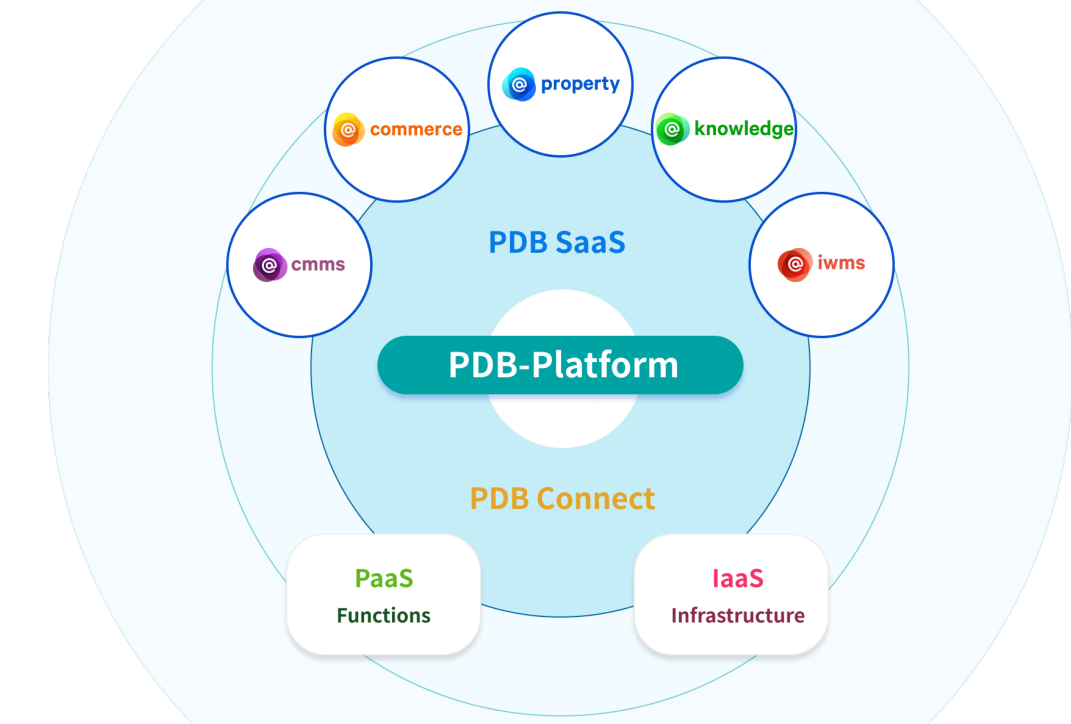 @ property
@ commerce
@ knowledge
PDB SaaS
@ cmms
@ iwms
PDB-Platform
PDB Connect
PaaS
Functions
IaaS
Infrastructure